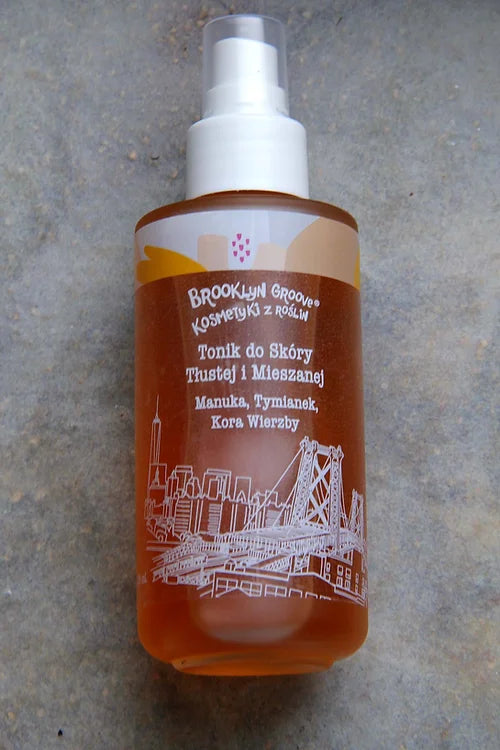 BROOKLYN GROOVE®
KOSMETYKI Z ROŚLIN
Tonik do Skóry
Tłustej i Mieszanej
Manuka, Tymianek,
Kora Wierzby